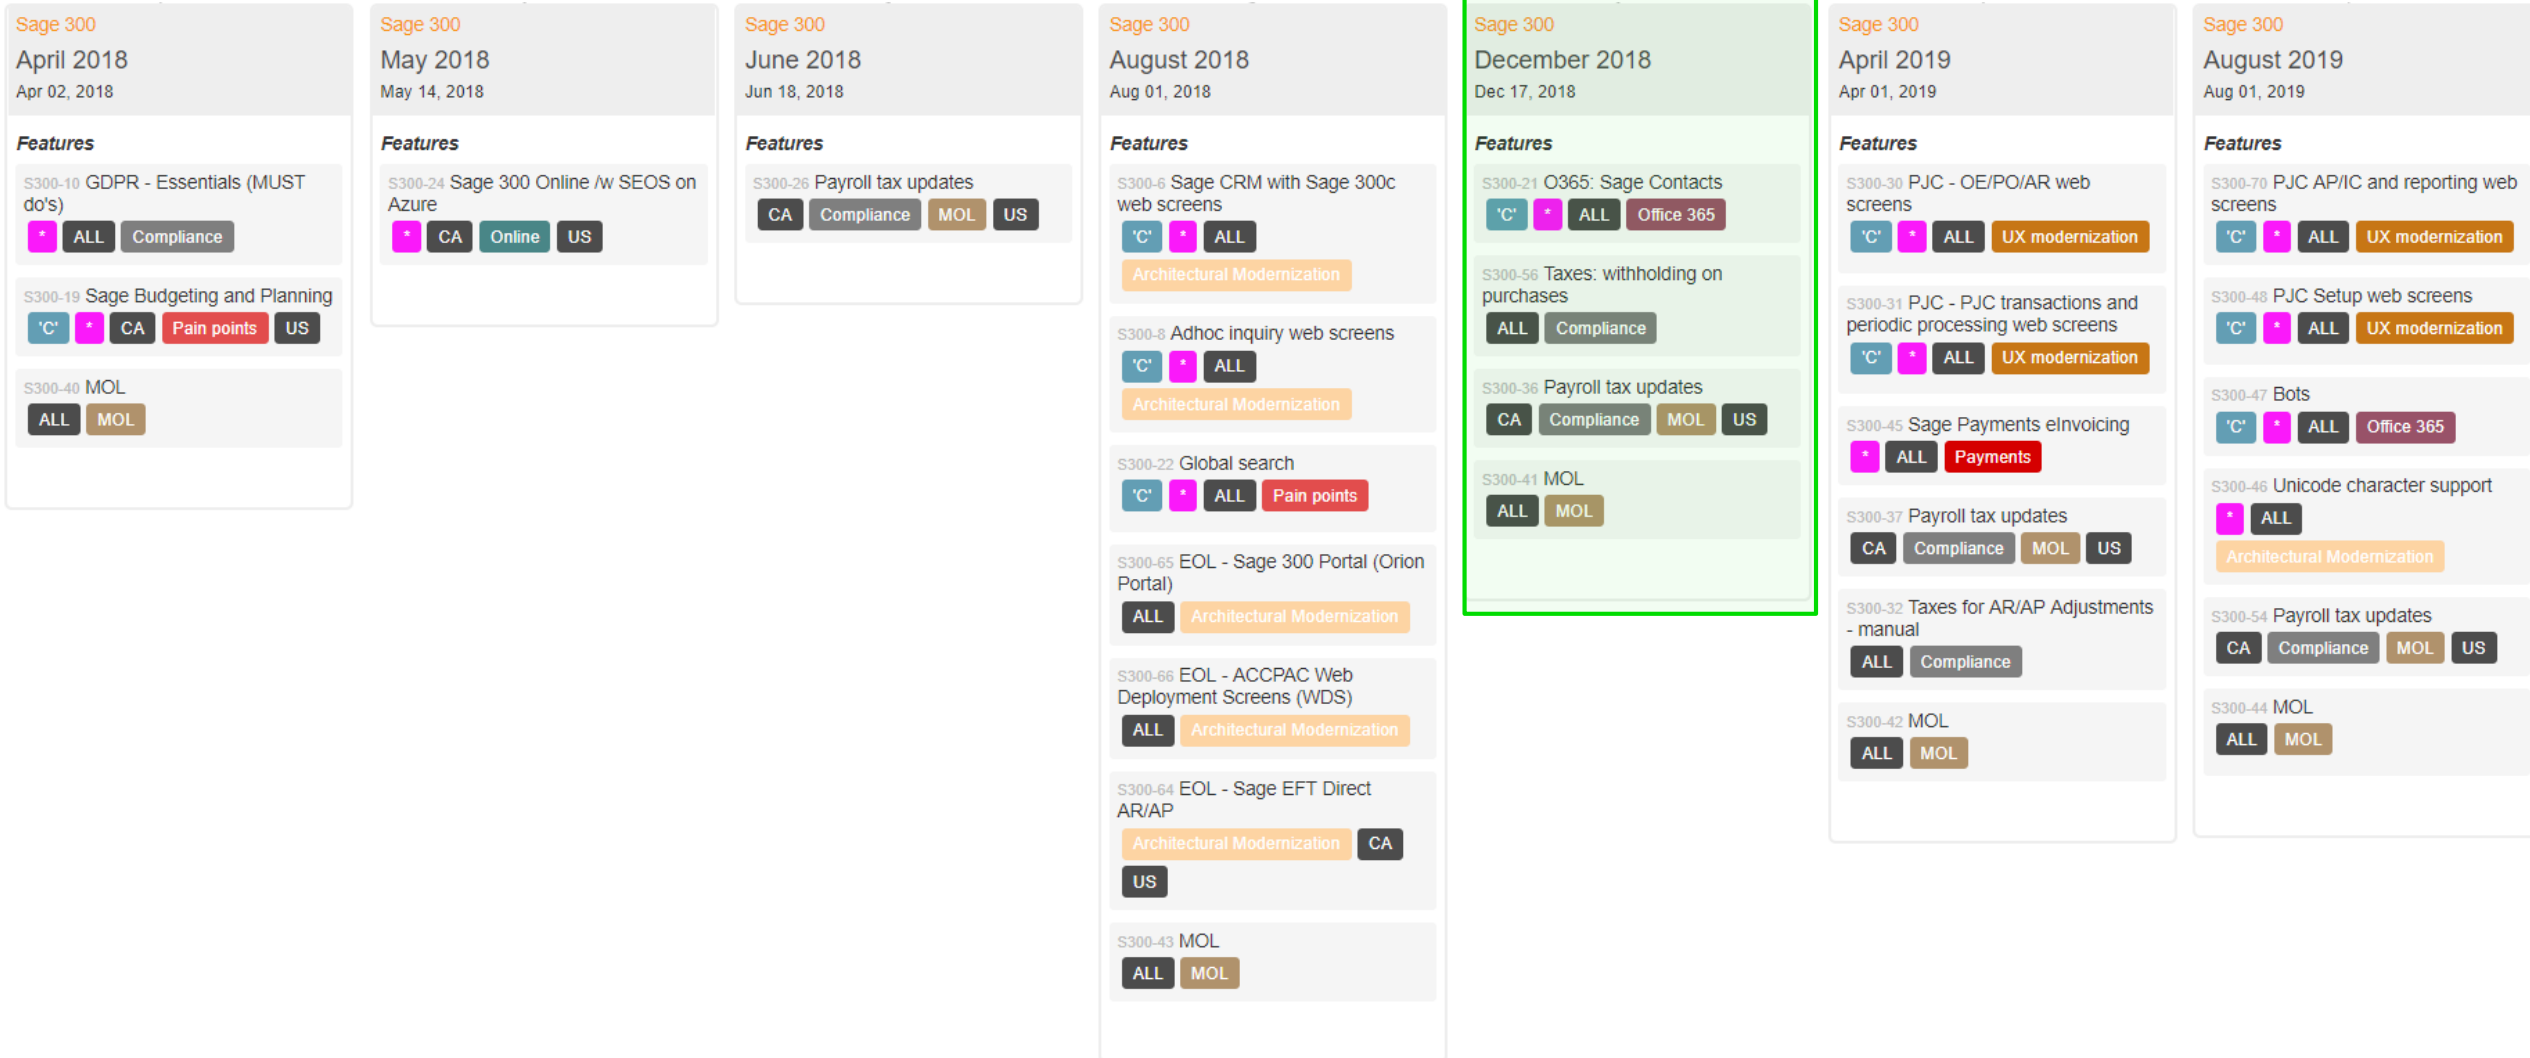 Sage 300
April 2018
Apr 02, 2018
Features
S300-10 GDPR - Essentials (MUST
do's)
* ALL Compliance
S300-19 Sage Budgeting and Planning
'C' * CA Pain points US
S300-40 MOL
ALL MOL
Sage 300
May 2018
May 14, 2018
Features
S300-24 Sage 300 Online /w SEOS on
Azure
* CA Online US
Sage 300
June 2018
Jun 18, 2018
Features
S300-26 Payroll tax updates
CA Compliance MOL US
Sage 300
August 2018
Aug 01, 2018
Features
S300-6 Sage CRM with Sage 300c
web screens
'C' * ALL
Architectural Modernization
S300-8 Adhoc inquiry web screens
'C' * ALL
Architectural Modernization
S300-22 Global search
'C' * ALL Pain points
S300-65 EOL - Sage 300 Portal (Orion
Portal)
ALL Architectural Modernization
S300-66 EOL - ACCPAC Web
Deployment Screens (WDS)
ALL Architectural Modernization
S300-64 EOL - Sage EFT Direct
AR/AP
Architectural Modernization CA
US
S300-43 MOL
ALL MOL
Sage 300
December 2018
Dec 17, 2018
Features
S300-21 O365: Sage Contacts
'C' * ALL Office 365
S300-56 Taxes: withholding on
purchases
ALL Compliance
S300-36 Payroll tax updates
CA Compliance MOL US
S300-41 MOL
ALL MOL
Sage 300
April 2019
Apr 01, 2019
Features
S300-30 PJC - OE/PO/AR web
screens
'C' * ALL UX modernization
S300-31 PJC - PJC transactions and
periodic processing web screens
'C' * ALL UX modernization
S300-45 Sage Payments eInvoicing
* ALL Payments
S300-37 Payroll tax updates
CA Compliance MOL US
S300-32 Taxes for AR/AP Adjustments
- manual
ALL Compliance
S300-42 MOL
ALL MOL
Sage 300
August 2019
Aug 01, 2019
Features
S300-70 PJC AP/IC and reporting web
screens
'C' * ALL UX modernization
S300-48 PJC Setup web screens
'C' * ALL UX modernization
S300-47 Bots
'C' * ALL Office 365
S300-46 Unicode character support
* ALL
Architectural Modernization
S300-54 Payroll tax updates
CA Compliance MOL US
S300-44 MOL
ALL MOL